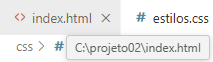 index.html estilos.css
css > # C:\projeto02\index.html